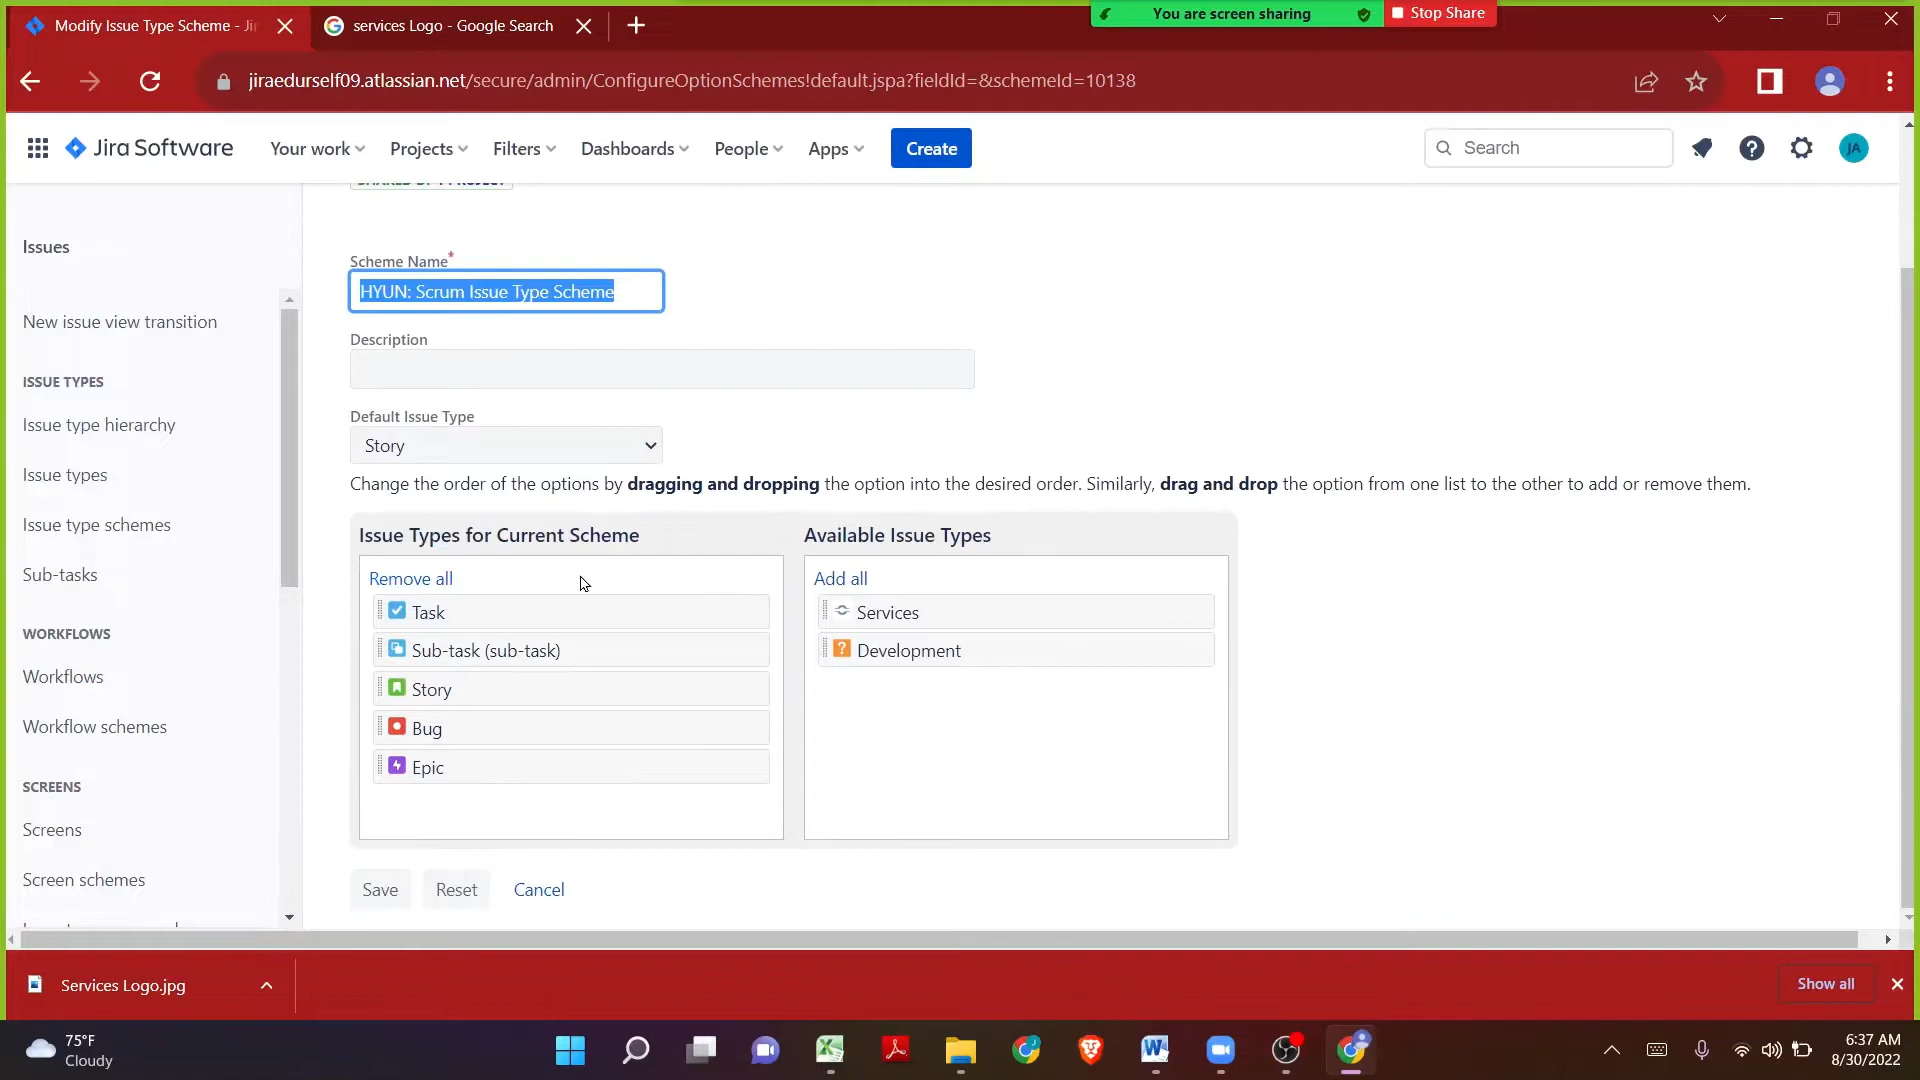 Modify Issue Type Scheme - Ji
services Logo - Google Search
You are screen sharing
Stop Share
jiraedurself09.atlassian.net/secure/admin/ConfigureOptionSchemes!default.jspa?fieldId=&schemeId=10138
Jira Software
Your work
Projects
Filters
Dashboards
People
Apps
Create
Search
JA
Issues
New issue view transition
ISSUE TYPES
Issue type hierarchy
Issue types
Issue type schemes
Sub-tasks
WORKFLOWS
Workflows
Workflow schemes
SCREENS
Screens
Screen schemes
SHARED BY 1 PROJECT
Scheme Name*
HYUN: Scrum Issue Type Scheme
Description
Default Issue Type
Story
Change the order of the options by dragging and dropping the option into the desired order. Similarly, drag and drop the option from one list to the other to add or remove them.
Issue Types for Current Scheme
Remove all
Task
Sub-task (sub-task)
Story
Bug
Epic
Available Issue Types
Add all
Services
Development
Save
Reset
Cancel
Services Logo.jpg
Show all
75°F
Cloudy
6:37 AM
8/30/2022